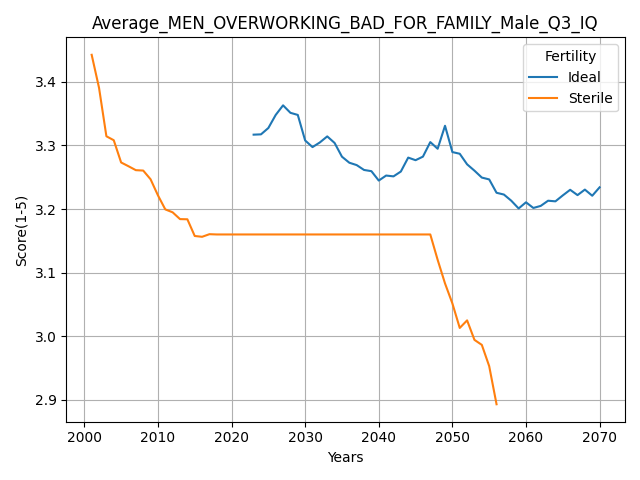 Average_MEN_OVERWORKING_BAD_FOR_FAMILY_Male_Q3_IQ
Fertility
Ideal
Sterile
Score(1-5)
3.4
3.3
3.2
3.1
3.0
2.9
2000 2010 2020 2030 2040 2050 2060 2070
Years